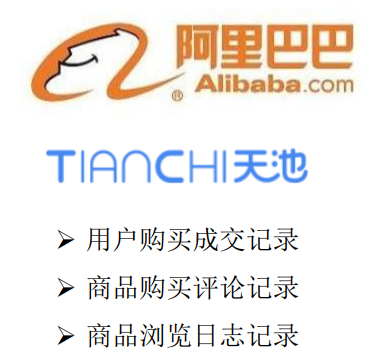 阿里巴巴
Alibaba.com
®
TIANCHI天池
➢ 用户购买成交记录
➢ 商品购买评论记录
➢ 商品浏览日志记录